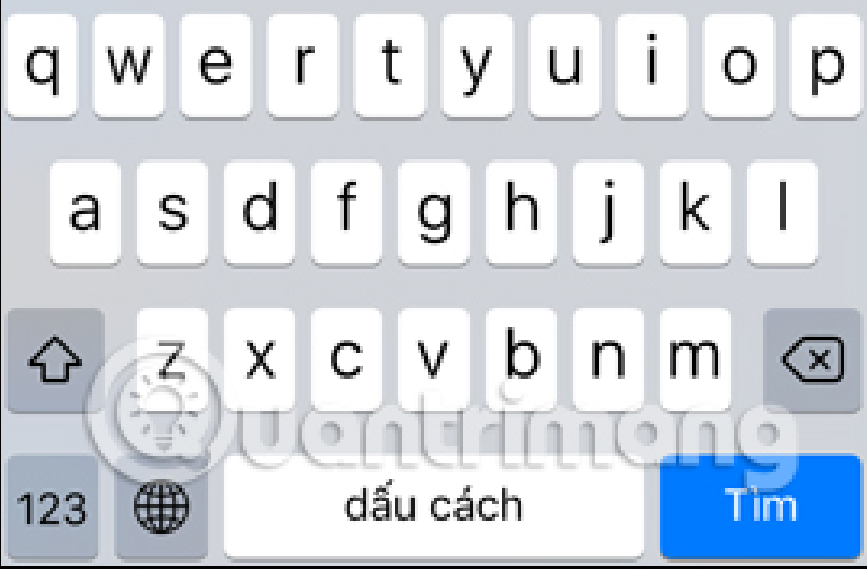 q w e r t y u i o p
a s d f g h j k l
z x c v b n m
Quantrimang
123 dấu cách Tìm